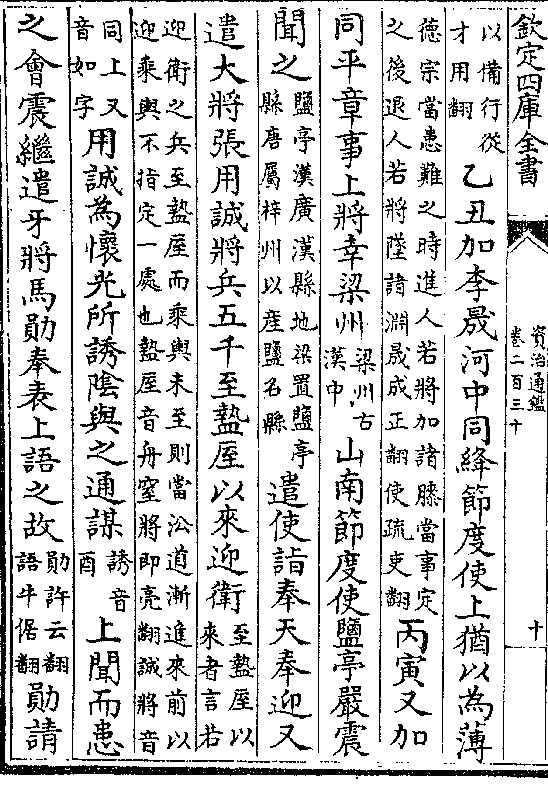 欽定四庫全書
資治通鑑
卷二百三十
十
以備行從
才用翻
乙丑加李晟河中同絳節度使上猶以為薄
德宗當患難之時進人若將加諸膝當事定
之後退人若將墜諸淵晟成正翻使疏吏翻
丙寅又加
同平章事上將幸梁州
梁州古
漢中
山南節度使鹽亭嚴震
聞之
鹽亭漢廣漢縣地梁置鹽亭
縣唐屬梓州以産鹽名縣
遣使詣奉天奉迎又
遣大將張用誠將兵五千至盩厔以來迎衛
至盩厔以
來者言若
迎衛之兵至盩厔而乘輿未至則當㳂道漸進來前以
迎乘輿不指定一處也盩厔音舟窒將即亮翻誠將音
同上又
音如字
用誠為懷光所誘陰與之通謀
誘音
酉
上聞而患
之會震繼遣牙將馬勛奉表上語之故
勛許云翻
語牛倨翻
勛請